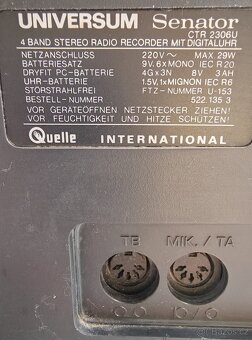 UNIVERSUM Senator
CTR 2306U
4 BAND STEREO RADIO RECORDER MIT DIGITALUHR
NETZANSCHLUSS 220V ~ MAX 29W
BATTERIESATZ 9V, 6×MONO IEC R20
DRYFIT PC-BATTERIE 4G×3N 8V 3AH
UHR-BATTERIE 1,5V, 1×MIGNON IEC R6
STÖRSTRAHLFREI FTZ-NUMMER U-153
BESTELL-NUMMER 522.135 3
VOR GERÄTEÖFFNEN NETZSTECKER ZIEHEN!
VOR FEUCHTIGKEIT UND HITZE SCHÜTZEN!
Quelle INTERNATIONAL
TB MIK. / TA